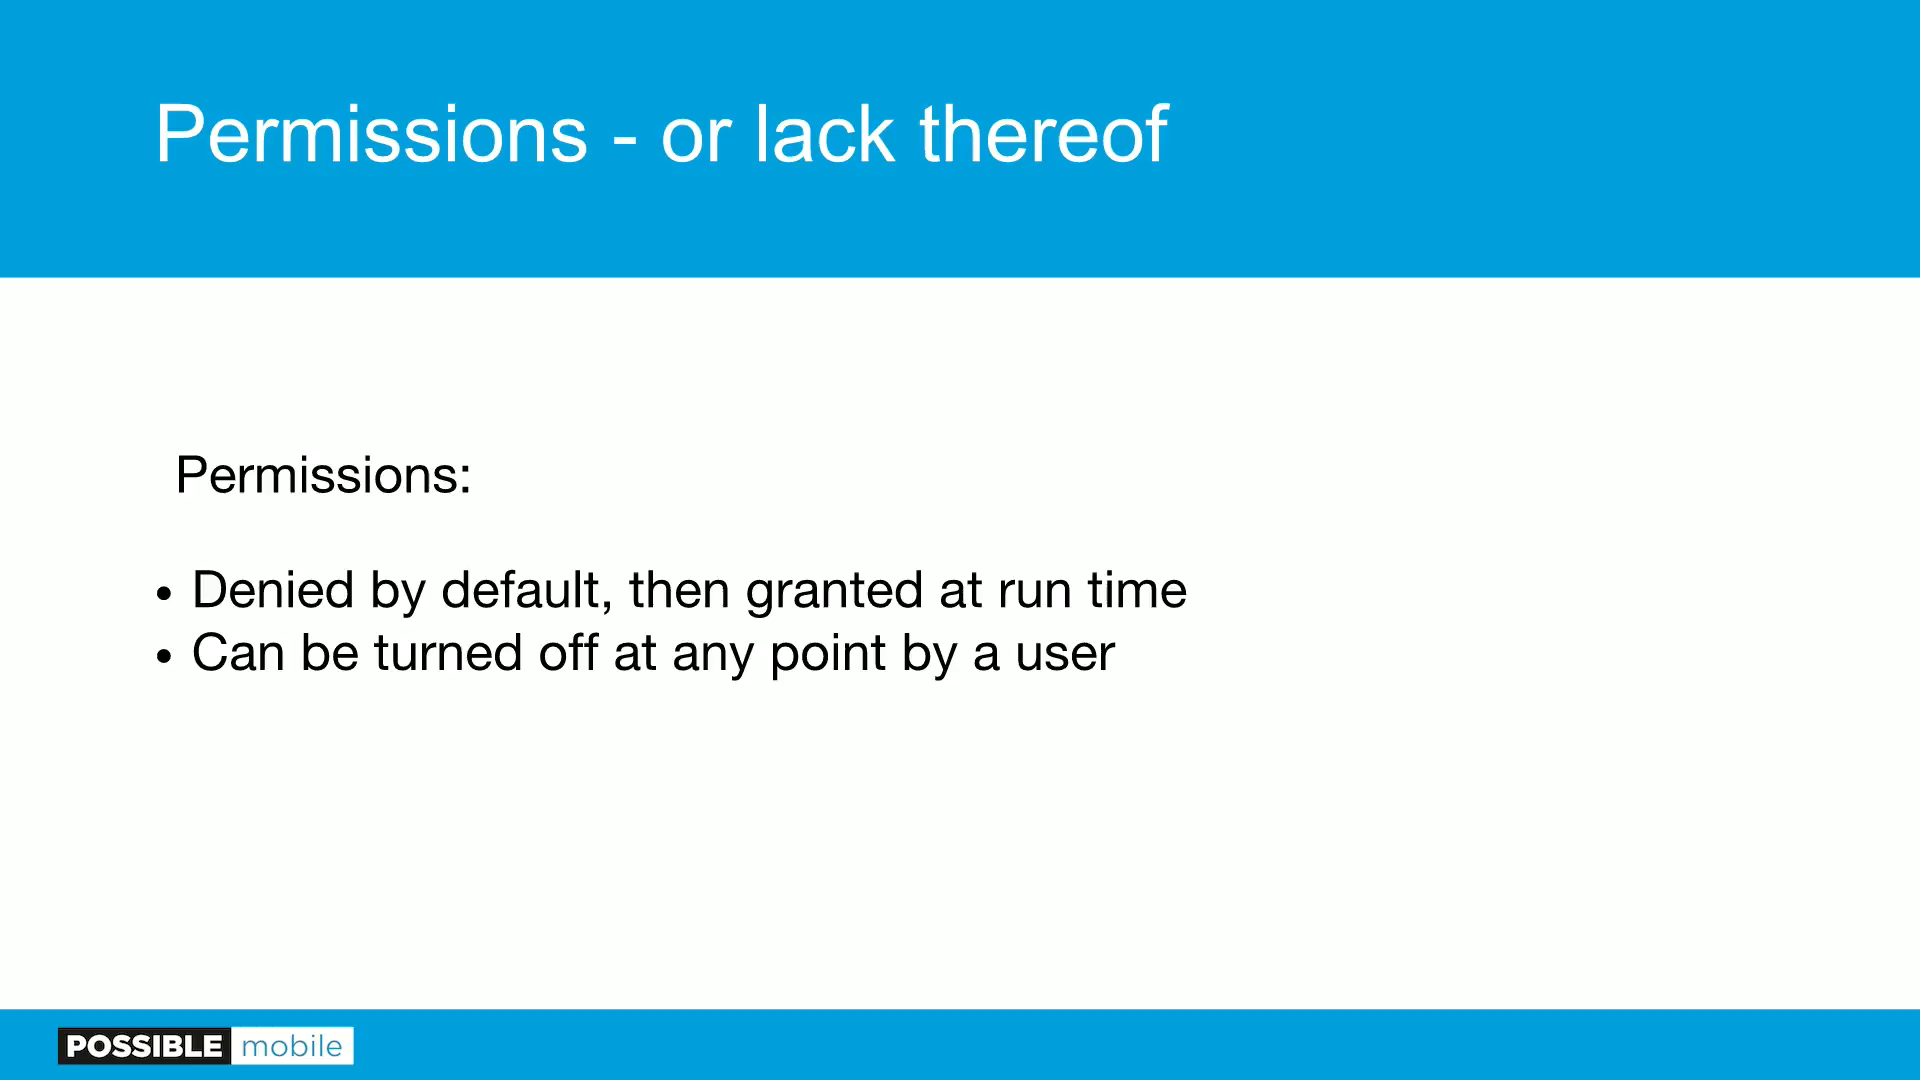 Permissions - or lack thereof
Permissions:
• Denied by default, then granted at run time
• Can be turned off at any point by a user
POSSIBLE mobile